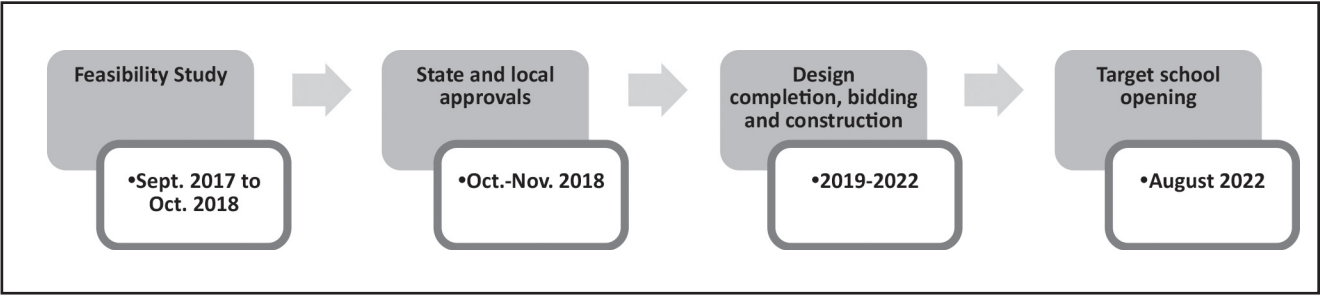 Feasibility Study
•Sept. 2017 to
Oct. 2018
State and local
approvals
•Oct.-Nov. 2018
Design
completion, bidding
and construction
•2019-2022
Target school
opening
•August 2022